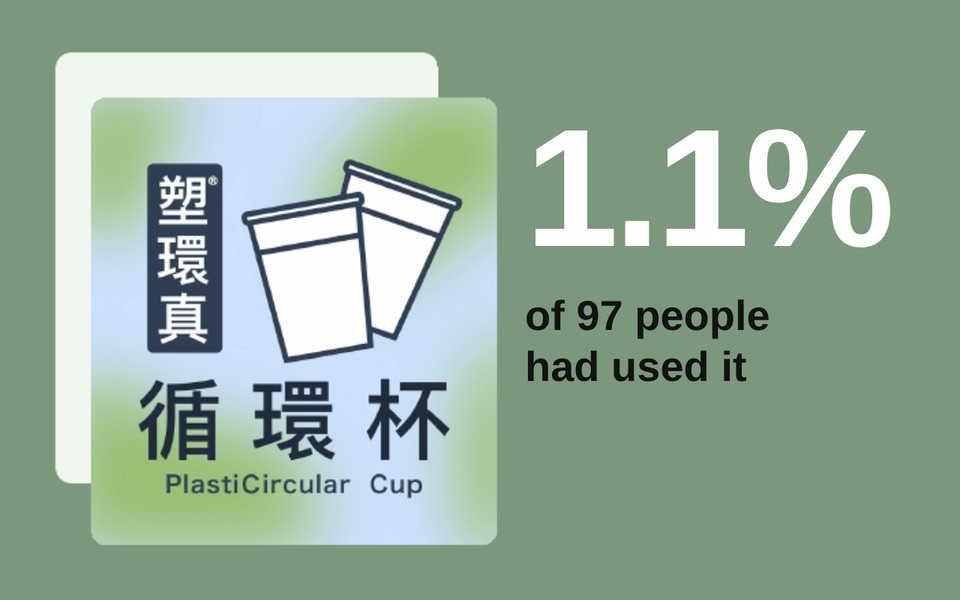 塑環真®
循環杯
PlastiCircular Cup
1.1%
of 97 people
had used it